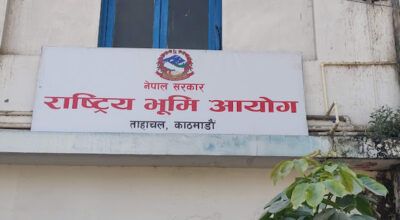 नेपाल सरकार
राष्ट्रिय भूमि आयोग
ताहाचल, काठमाडौं